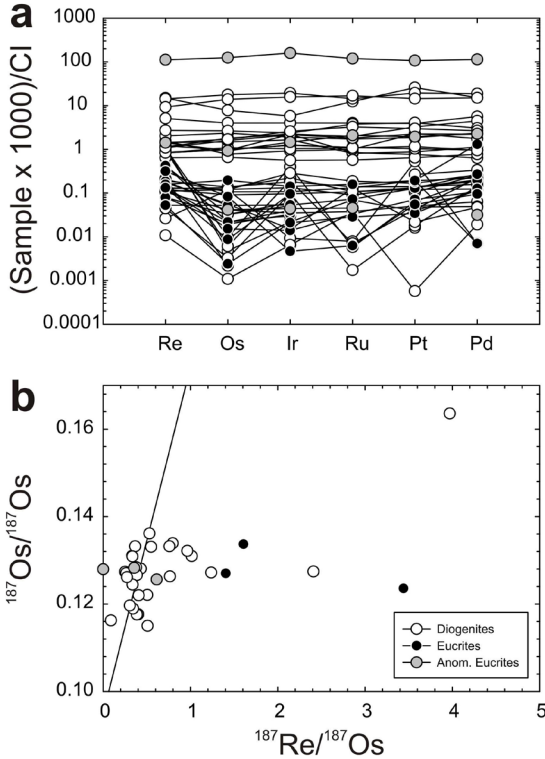 a
(Sample x 1000)/CI
1000
100
10
1
0.1
0.01
0.001
0.0001
Re Os Ir Ru Pt Pd
b
¹⁸⁷Os/¹⁸⁷Os
0.16
0.14
0.12
0.10
0 1 2 3 4 5
Diogenites
Eucrites
Anom. Eucrites
¹⁸⁷Re/¹⁸⁷Os